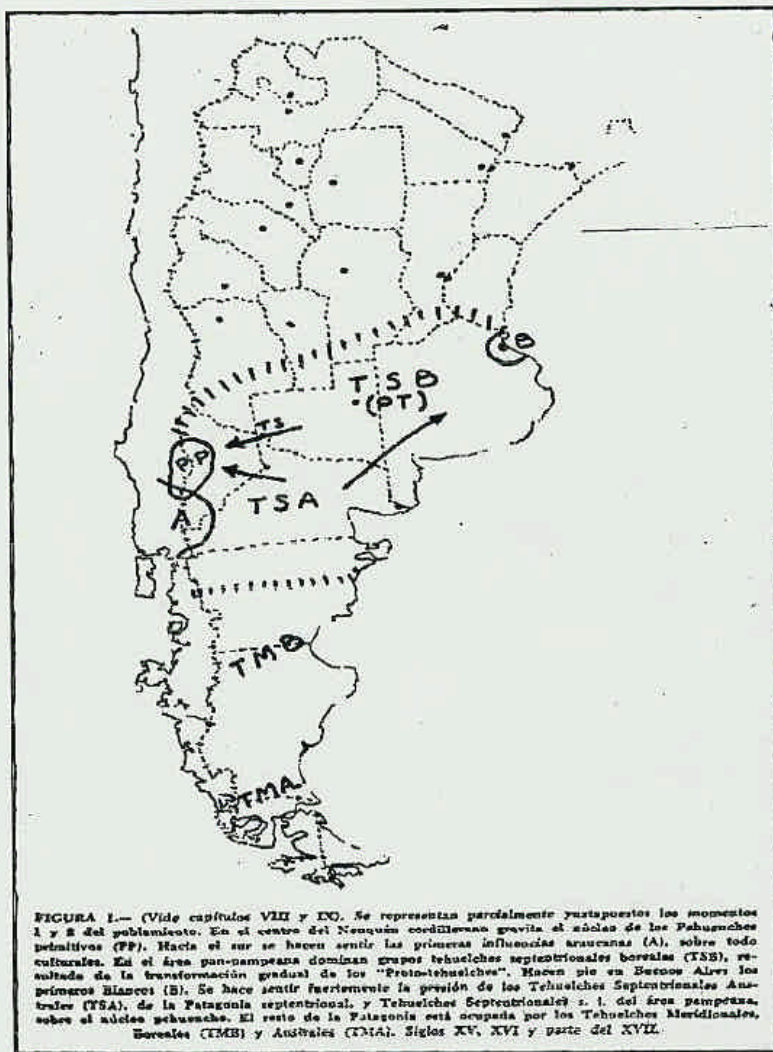 B
T S B
(PT)
TS
PP
TSA
A
TMB
TMA
FIGURA 1.— (Vide capítulos VIII y IX). Se representan parcialmente yuxtapuestos los momentos
1 y 2 del poblamiento. En el centro del Neuquén cordillerano gravita el núcleo de los Pehuenches
primitivos (PP). Hacia el sur se hacen sentir las primeras influencias araucanas (A), sobre todo
culturales. En el área pan-pampeana dominan grupos tehuelches septentrionales boreales (TSB), re-
sultado de la transformación gradual de los "Proto-tehuelches". Hacen pie en Buenos Aires los
primeros Blancos (B). Se hace sentir fuertemente la presión de los Tehuelches Septentrionales Aus-
trales (TSA), de la Patagonia septentrional, y Tehuelches Septentrionales s. l. del área pampeana,
sobre el núcleo pehuenche. El resto de la Patagonia está ocupada por los Tehuelches Meridionales,
Boreales (TMB) y Australes (TMA). Siglos XV, XVI y parte del XVII.